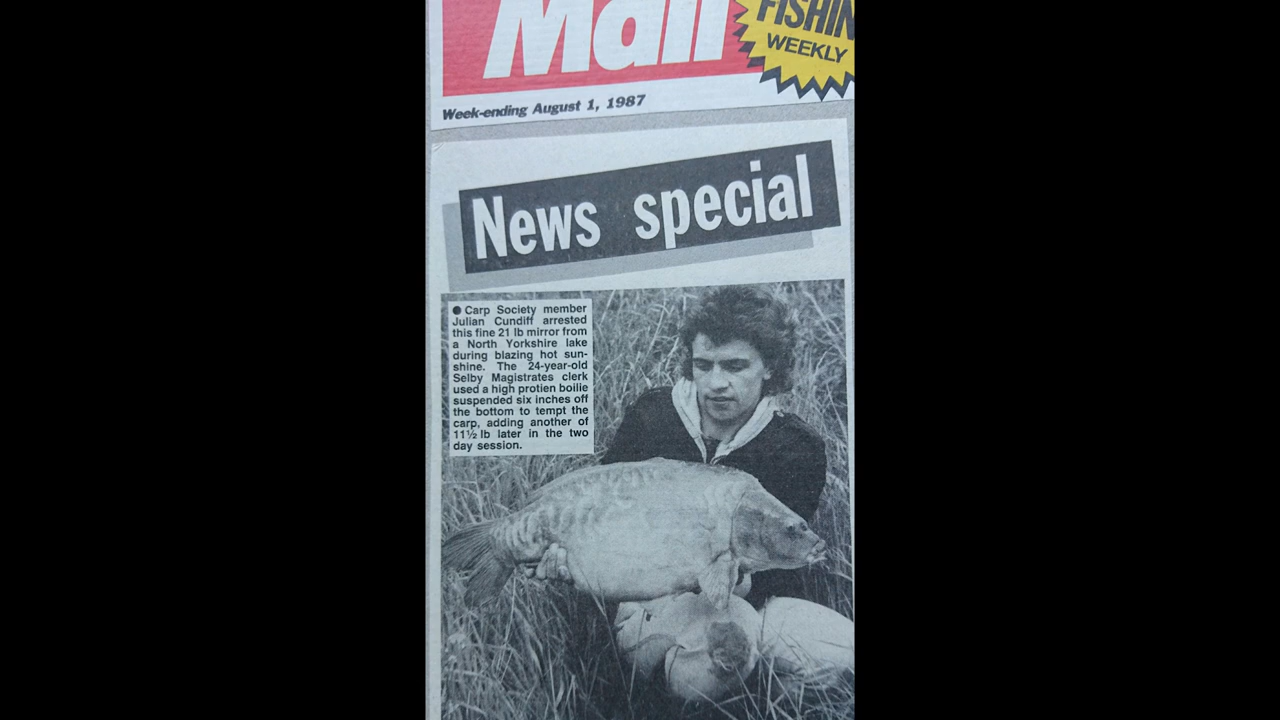 Mail
FISHIN
WEEKLY
Week-ending August 1, 1987
News special
● Carp Society member
Julian Cundiff arrested
this fine 21 lb mirror from
a North Yorkshire lake
during blazing hot sun-
shine. The 24-year-old
Selby Magistrates clerk
used a high protien boilie
suspended six inches off
the bottom to tempt the
carp, adding another of
11½ lb later in the two
day session.